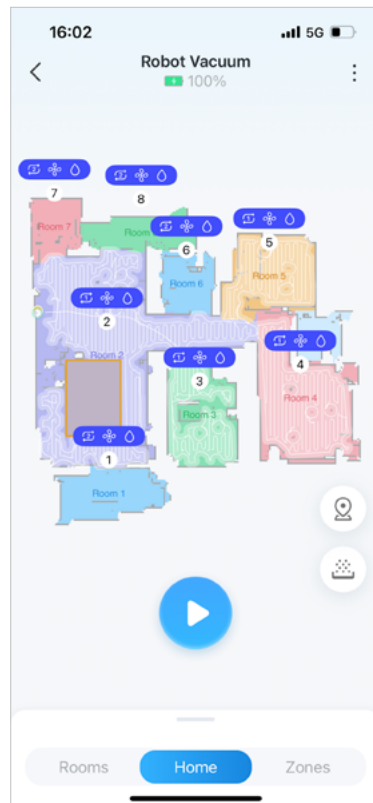 16:02
5G
Robot Vacuum
100%
7
8
Room 7
Room
6
5
Room 6
Room 5
2
Room 2
3
4
Room 3
Room 4
1
Room 1
Rooms
Home
Zones